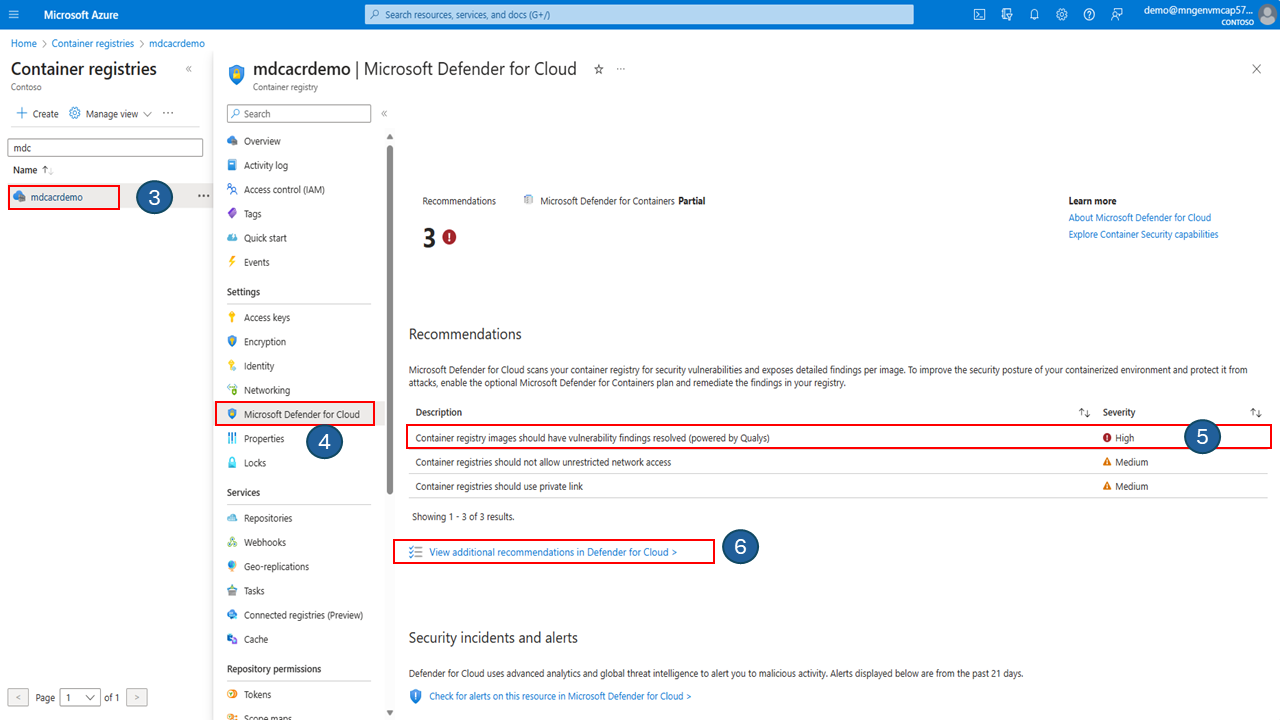 Microsoft Azure
Search resources, services, and docs (G+/)
demo@mngenvmcap57...
CONTOSO
Home > Container registries > mdcacrdemo
Container registries
Contoso
Create
Manage view
mdc
Name
mdcacrdemo
3
Page 1 of 1
mdcacrdemo | Microsoft Defender for Cloud
Container registry
Search
Overview
Activity log
Access control (IAM)
Tags
Quick start
Events
Settings
Access keys
Encryption
Identity
Networking
Microsoft Defender for Cloud
4
Properties
Locks
Services
Repositories
Webhooks
Geo-replications
Tasks
Connected registries (Preview)
Cache
Repository permissions
Tokens
Scope maps
Recommendations
3
Microsoft Defender for Containers Partial
Learn more
About Microsoft Defender for Cloud
Explore Container Security capabilities
Recommendations
Microsoft Defender for Cloud scans your container registry for security vulnerabilities and exposes detailed findings per image. To improve the security posture of your containerized environment and protect it from
attacks, enable the optional Microsoft Defender for Containers plan and remediate the findings in your registry.
Description Severity
Container registry images should have vulnerability findings resolved (powered by Qualys) High
5
Container registries should not allow unrestricted network access Medium
Container registries should use private link Medium
Showing 1 - 3 of 3 results.
View additional recommendations in Defender for Cloud >
6
Security incidents and alerts
Defender for Cloud uses advanced analytics and global threat intelligence to alert you to malicious activity. Alerts displayed below are from the past 21 days.
Check for alerts on this resource in Microsoft Defender for Cloud >